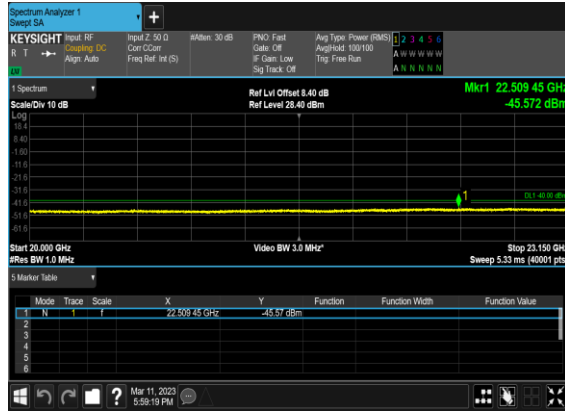 Spectrum Analyzer 1
Swept SA
KEYSIGHT
R T
Input: RF
Coupling: DC
Align: Auto
Input Z: 50 Ω
Corr CCorr
Freq Ref: Int (S)
#Atten: 30 dB
PNO: Fast
Gate: Off
IF Gain: Low
Sig Track: Off
Avg Type: Power (RMS)
Avg|Hold: 100/100
Trig: Free Run
1 2 3 4 5 6
A W W W W W
A N N N N N
1 Spectrum
Scale/Div 10 dB
Ref Lvl Offset 8.40 dB
Ref Level 28.40 dBm
Mkr1 22.509 45 GHz
-45.572 dBm
Log
18.4
8.40
-1.60
-11.6
-21.6
-31.6
-41.6
-51.6
-61.6
1
DL1 -40.00 dBm
Start 20.000 GHz
#Res BW 1.0 MHz
Video BW 3.0 MHz*
Stop 23.150 GHz
Sweep 5.33 ms (40001 pts)
5 Marker Table
Mode Trace Scale X Y Function Function Width Function Value
1 N 1 f 22.509 45 GHz -45.57 dBm
2
3
4
5
6
?
Mar 11, 2023
5:59:19 PM